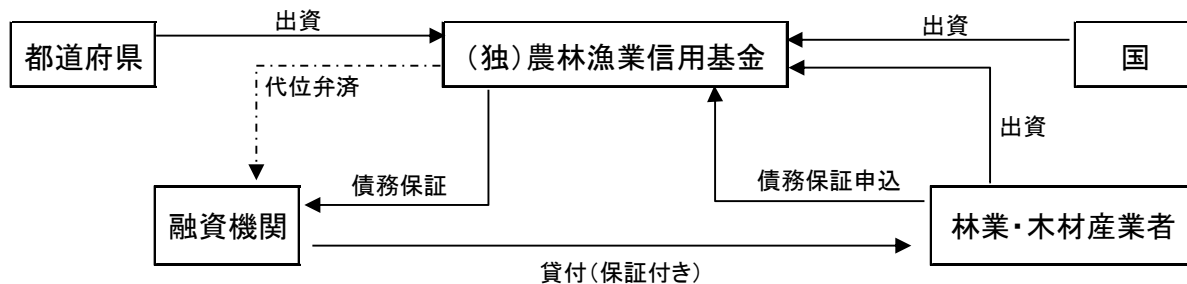 出資
出資
都道府県
（独）農林漁業信用基金
国
代位弁済
出資
債務保証
債務保証申込
融資機関
林業・木材産業者
貸付（保証付き）